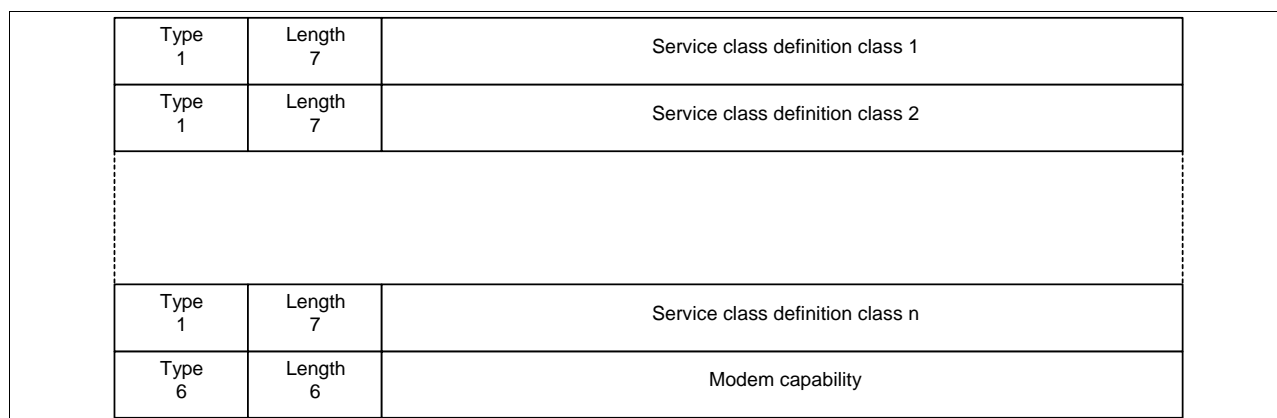 Type Length Service class definition class 1
1 7
Type Length Service class definition class 2
1 7
Type Length Service class definition class n
1 7
Type Length Modem capability
6 6